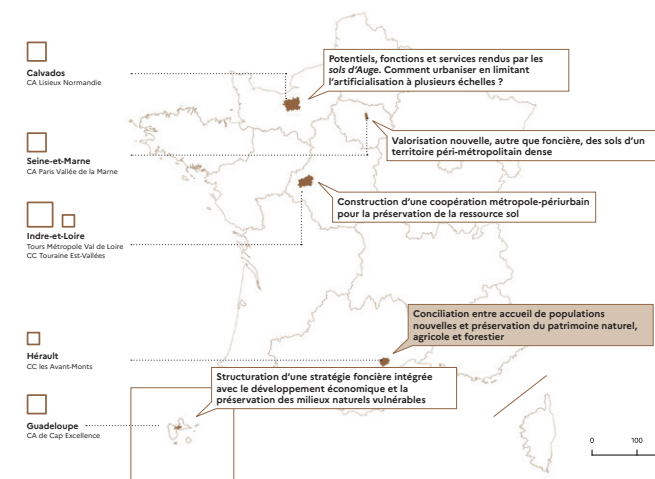 Calvados
CA Lisieux Normandie
Seine-et-Marne
CA Paris Vallée de la Marne
Indre-et-Loire
Tours Métropole Val de Loire
CC Touraine Est-Vallées
Hérault
CC les Avant-Monts
Guadeloupe
CA de Cap Excellence
Potentiels, fonctions et services rendus par les
sols d'Auge. Comment urbaniser en limitant
l'artificialisation à plusieurs échelles ?
Valorisation nouvelle, autre que foncière, des sols d'un
territoire péri-métropolitain dense
Construction d'une coopération métropole-périurbain
pour la préservation de la ressource sol
Conciliation entre accueil de populations
nouvelles et préservation du patrimoine naturel,
agricole et forestier
Structuration d'une stratégie foncière intégrée
avec le développement économique et la
préservation des milieux naturels vulnérables
0 100